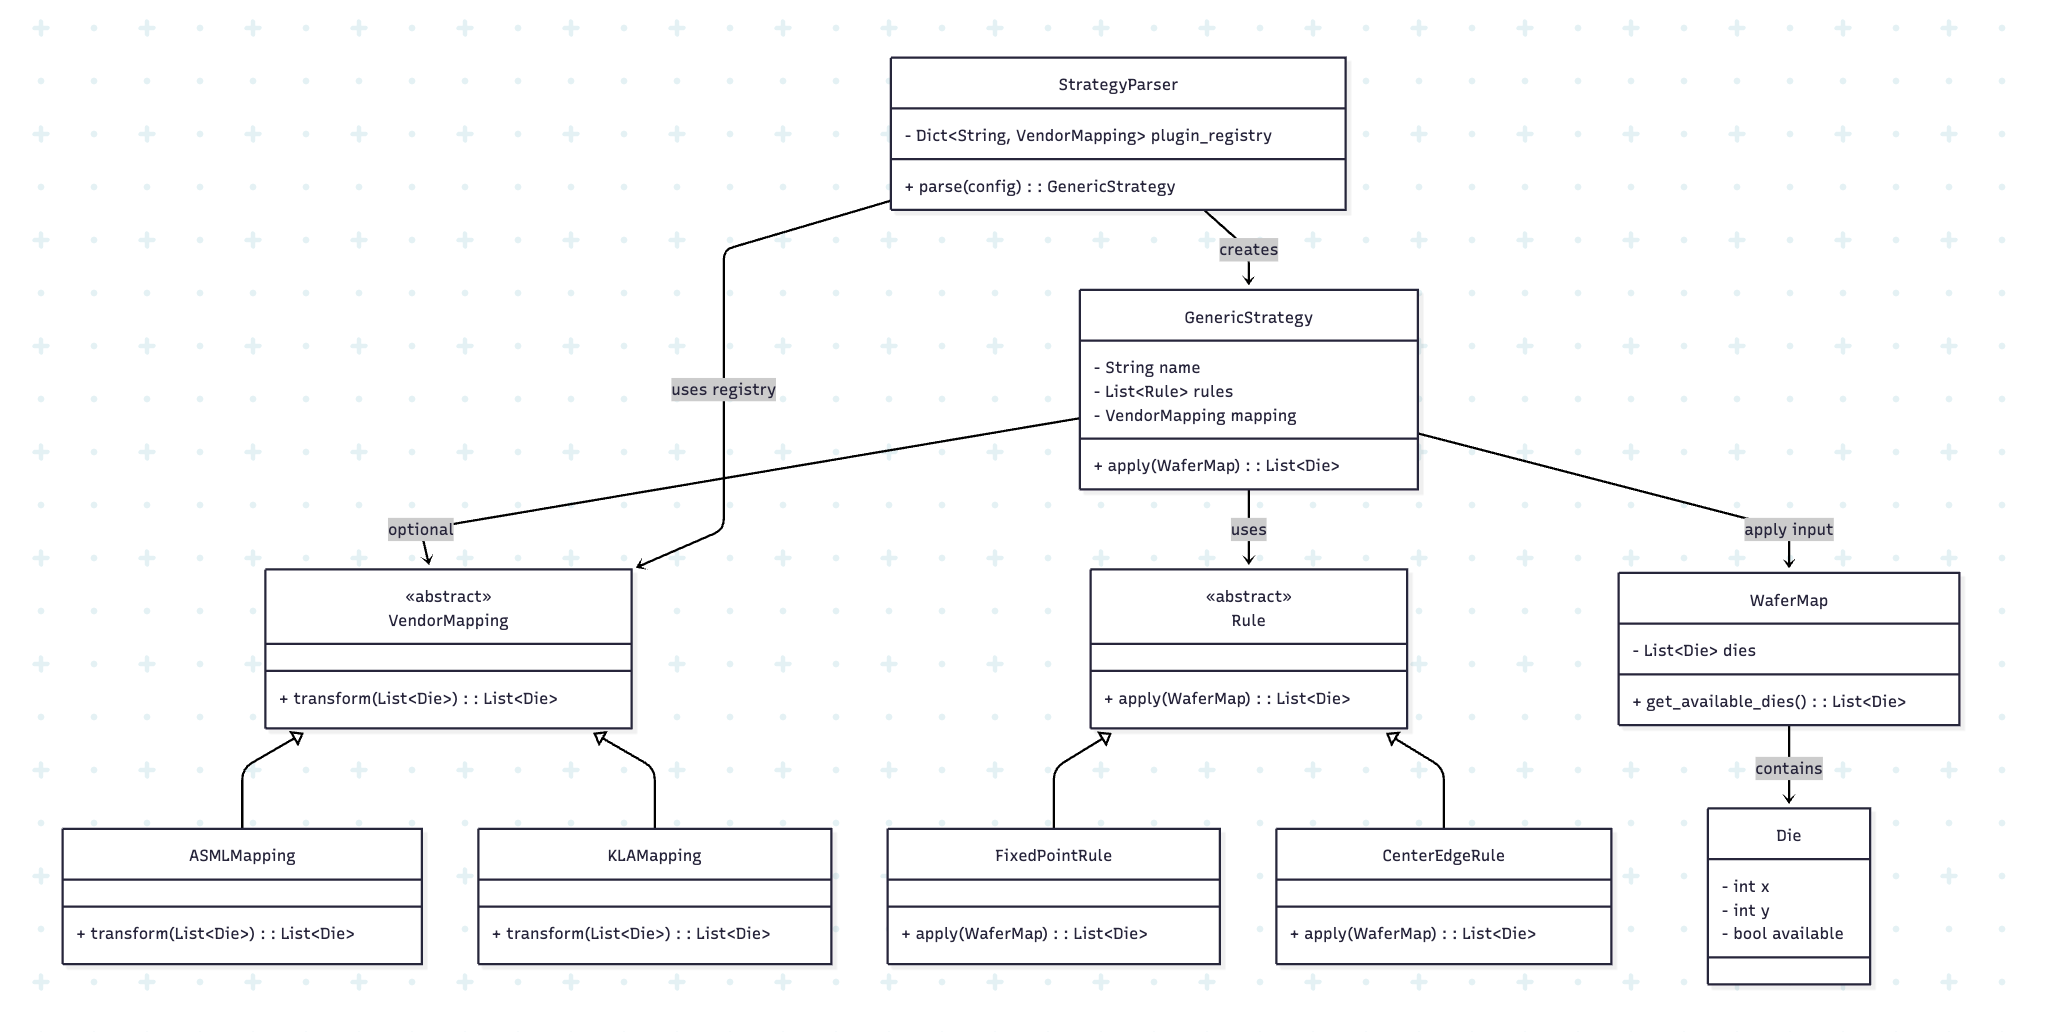 StrategyParser
- Dict<String, VendorMapping> plugin_registry
+ parse(config) : : GenericStrategy
creates
GenericStrategy
- String name
- List<Rule> rules
- VendorMapping mapping
+ apply(WaferMap) : : List<Die>
uses registry
optional
uses
apply input
«abstract»
VendorMapping
+ transform(List<Die>) : : List<Die>
«abstract»
Rule
+ apply(WaferMap) : : List<Die>
WaferMap
- List<Die> dies
+ get_available_dies() : : List<Die>
contains
ASMLMapping
+ transform(List<Die>) : : List<Die>
KLAMapping
+ transform(List<Die>) : : List<Die>
FixedPointRule
+ apply(WaferMap) : : List<Die>
CenterEdgeRule
+ apply(WaferMap) : : List<Die>
Die
- int x
- int y
- bool available